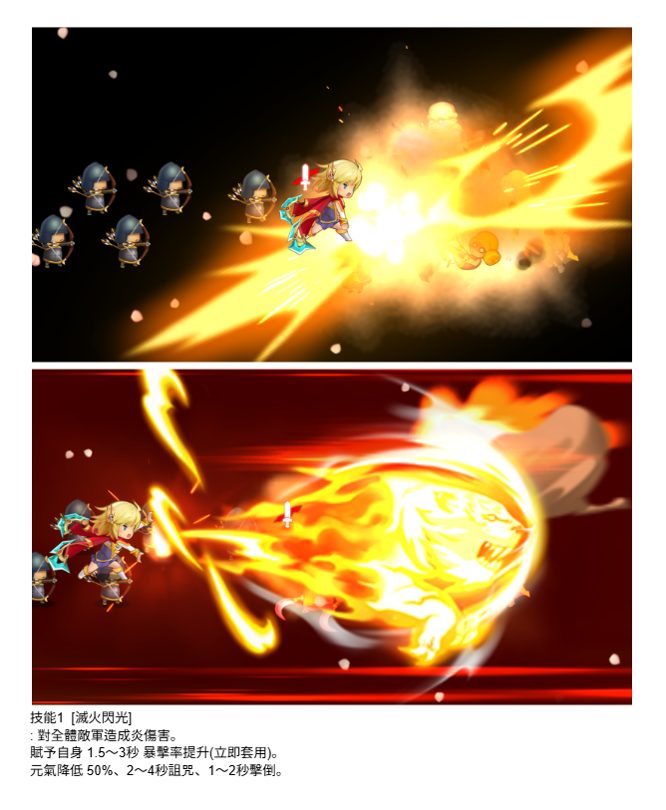 技能1  [滅火閃光]
: 對全體敵軍造成炎傷害。
賦予自身 1.5～3秒 暴擊率提升(立即套用)。
元氣降低 50%、2～4秒詛咒、1～2秒擊倒。